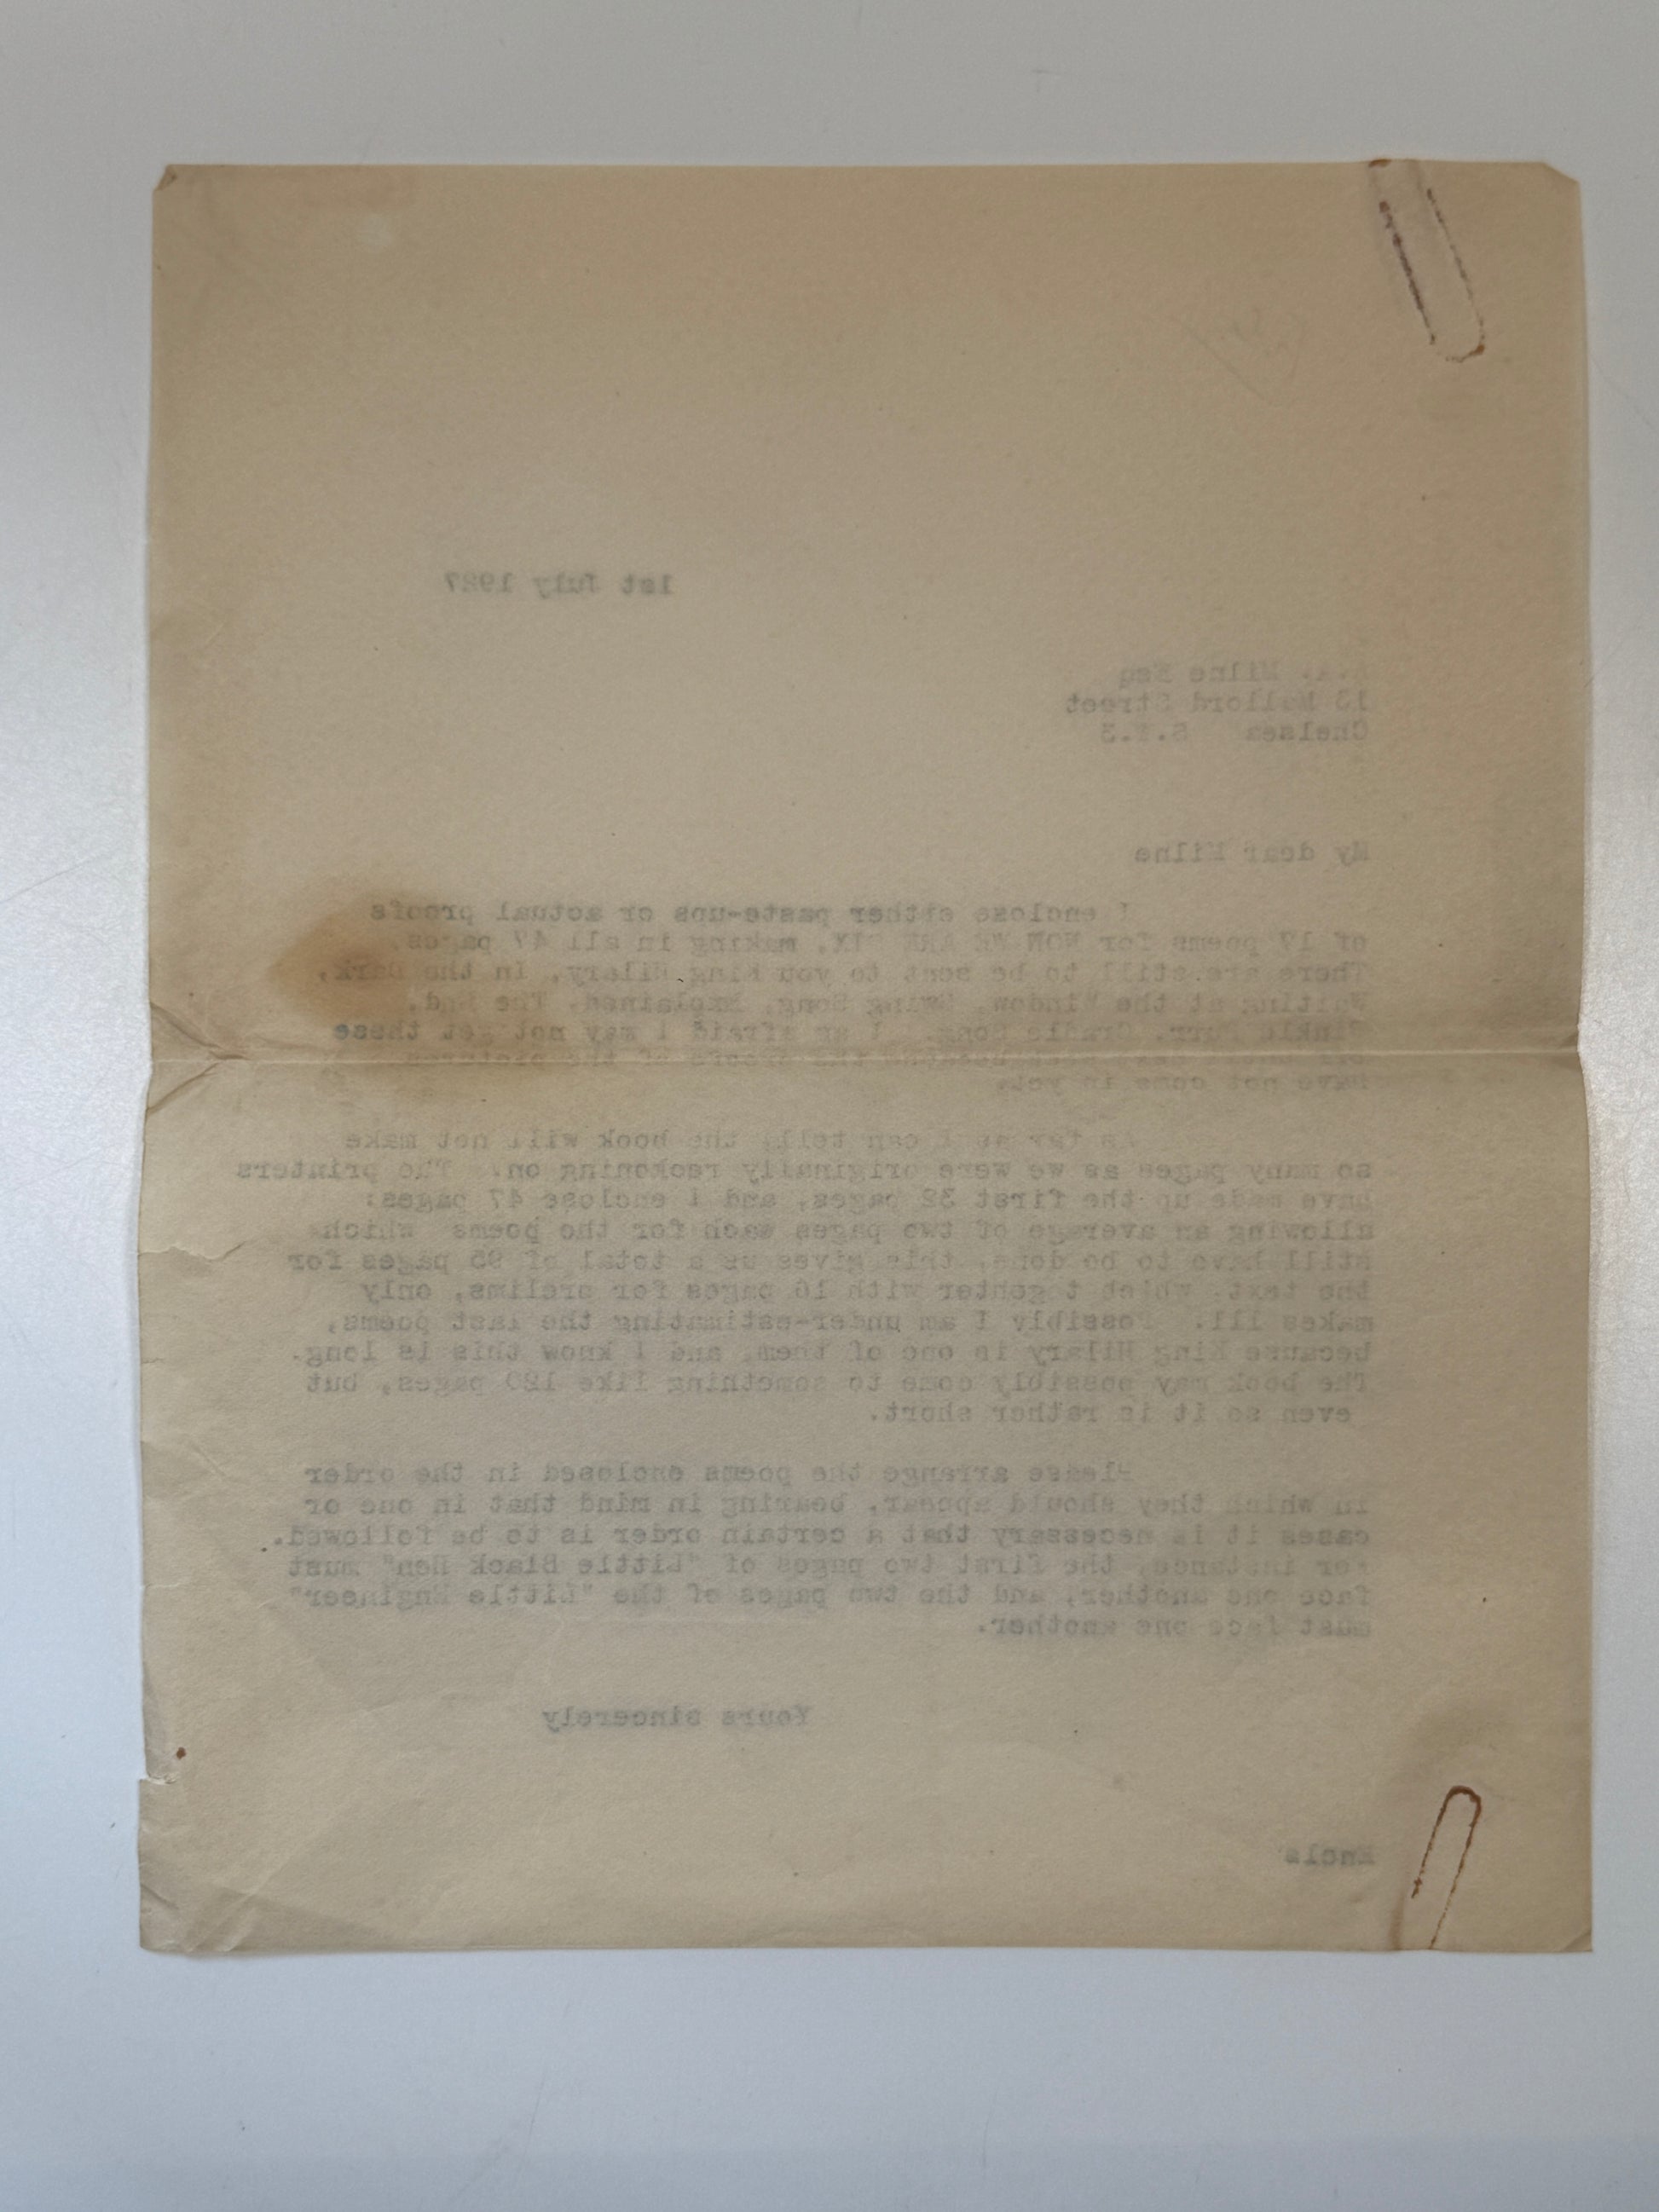 1st July 1927
A.A. Milne Esq
13 Mallord Street
Chelsea S.W.3
My dear Milne
I enclose either paste-ups or actual proofs
of 17 poems for NOW WE ARE SIX, making in all 47 pages.
There are still to be sent to you King Hilary, In the Dark,
Waiting at the Window, Swing Song, Explained, The End,
Pinkle Purr, Cradle Song. I am afraid I may not get these
the proofs of the pictures
have not come in yet.
As far as I can tell, the book will not make
so many pages as we were originally reckoning on. The printers
have made up the first 32 pages, and I enclose 47 pages:
allowing an average of two pages each for the poems which
still have to be done, this gives us a total of 95 pages for
the text, which togehter with 16 pages for prelims, only
makes 111. Possibly I am under-estimating the last poems,
because King Hilary is one of them, and I know this is long.
The book may possibly come to something like 120 pages, but
even so it is rather short.
Please arrange the poems enclosed in the order
in which they should appear, bearing in mind that in one or
cases it is necessary that a certain order is to be followed.
For instance, the first two pages of "Little Black Hen" must
face one another, and the two pages of the "Little Engineer"
must face one another.
Yours sincerely
Encls